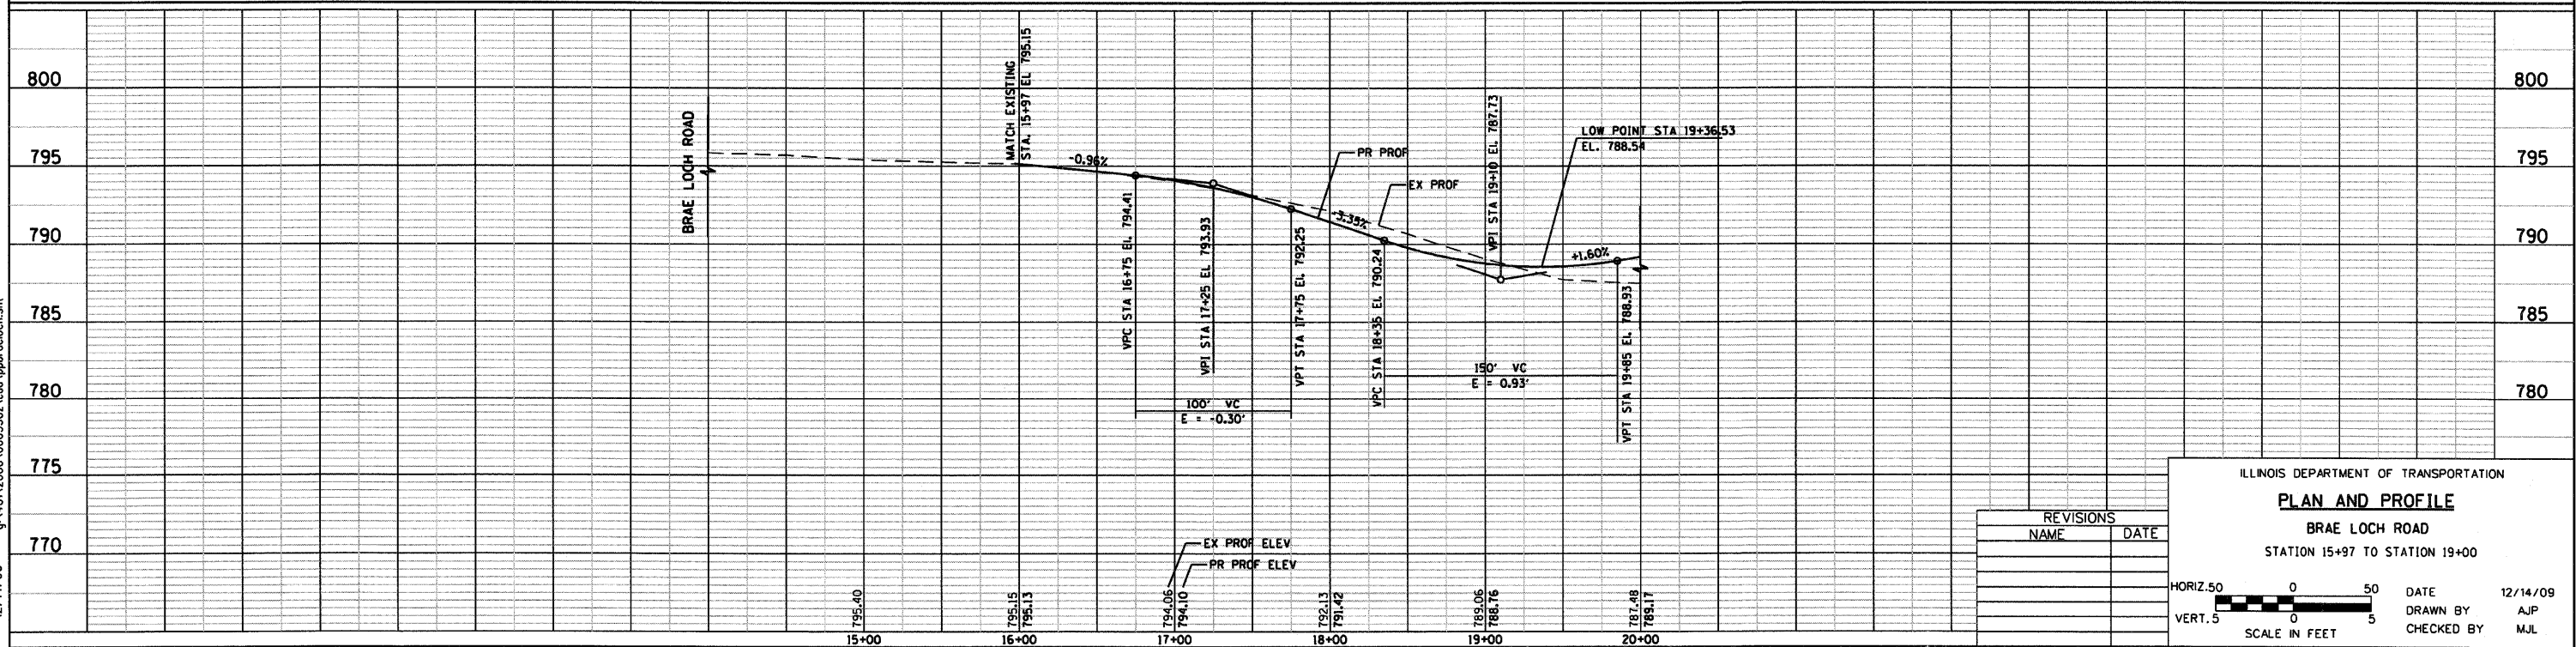 800
795
790
785
780
775
770
800
795
790
785
780
BRAE LOCH ROAD
MATCH EXISTING
STA. 15+97 EL 795.15
-0.96%
VPC STA 16+75 EL. 794.41
VPI STA 17+25 EL 793.93
VPT STA 17+75 EL. 792.25
100' VC
E = -0.30'
PR PROF
EX PROF
-3.35%
VPC STA 18+35 EL 790.24
VPI STA 19+10 EL 787.73
LOW POINT STA 19+36.53
EL. 788.54
+1.60%
VPT STA 19+85 EL. 788.93
150' VC
E = 0.93'
EX PROF ELEV
PR PROF ELEV
795.40
795.15
795.13
794.06
794.10
792.13
791.42
789.06
788.76
787.48
789.17
15+00
16+00
17+00
18+00
19+00
20+00
REVISIONS
NAME DATE
ILLINOIS DEPARTMENT OF TRANSPORTATION
PLAN AND PROFILE
BRAE LOCH ROAD
STATION 15+97 TO STATION 19+00
HORIZ. 50 0 50
VERT. 5 0 5
SCALE IN FEET
DATE 12/14/09
DRAWN BY AJP
CHECKED BY MJL